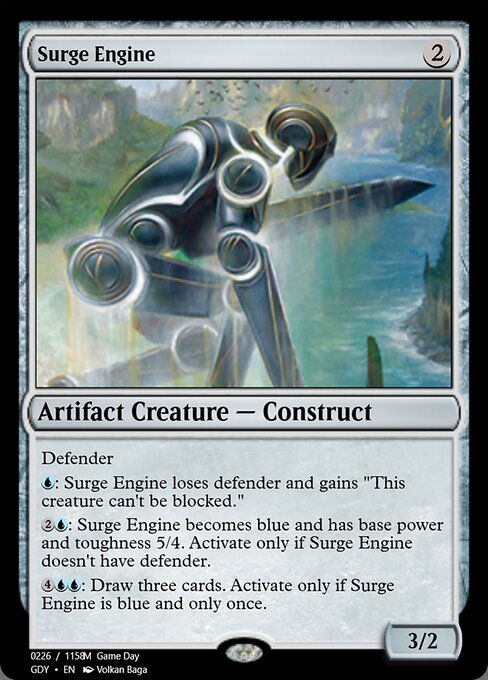 Surge Engine 2
Artifact Creature — Construct
Defender
: Surge Engine loses defender and gains "This
creature can't be blocked."
2: Surge Engine becomes blue and has base power
and toughness 5/4. Activate only if Surge Engine
doesn't have defender.
4: Draw three cards. Activate only if Surge
Engine is blue and only once.
3/2
0226 / 1158M Game Day
GDY • EN Volkan Baga